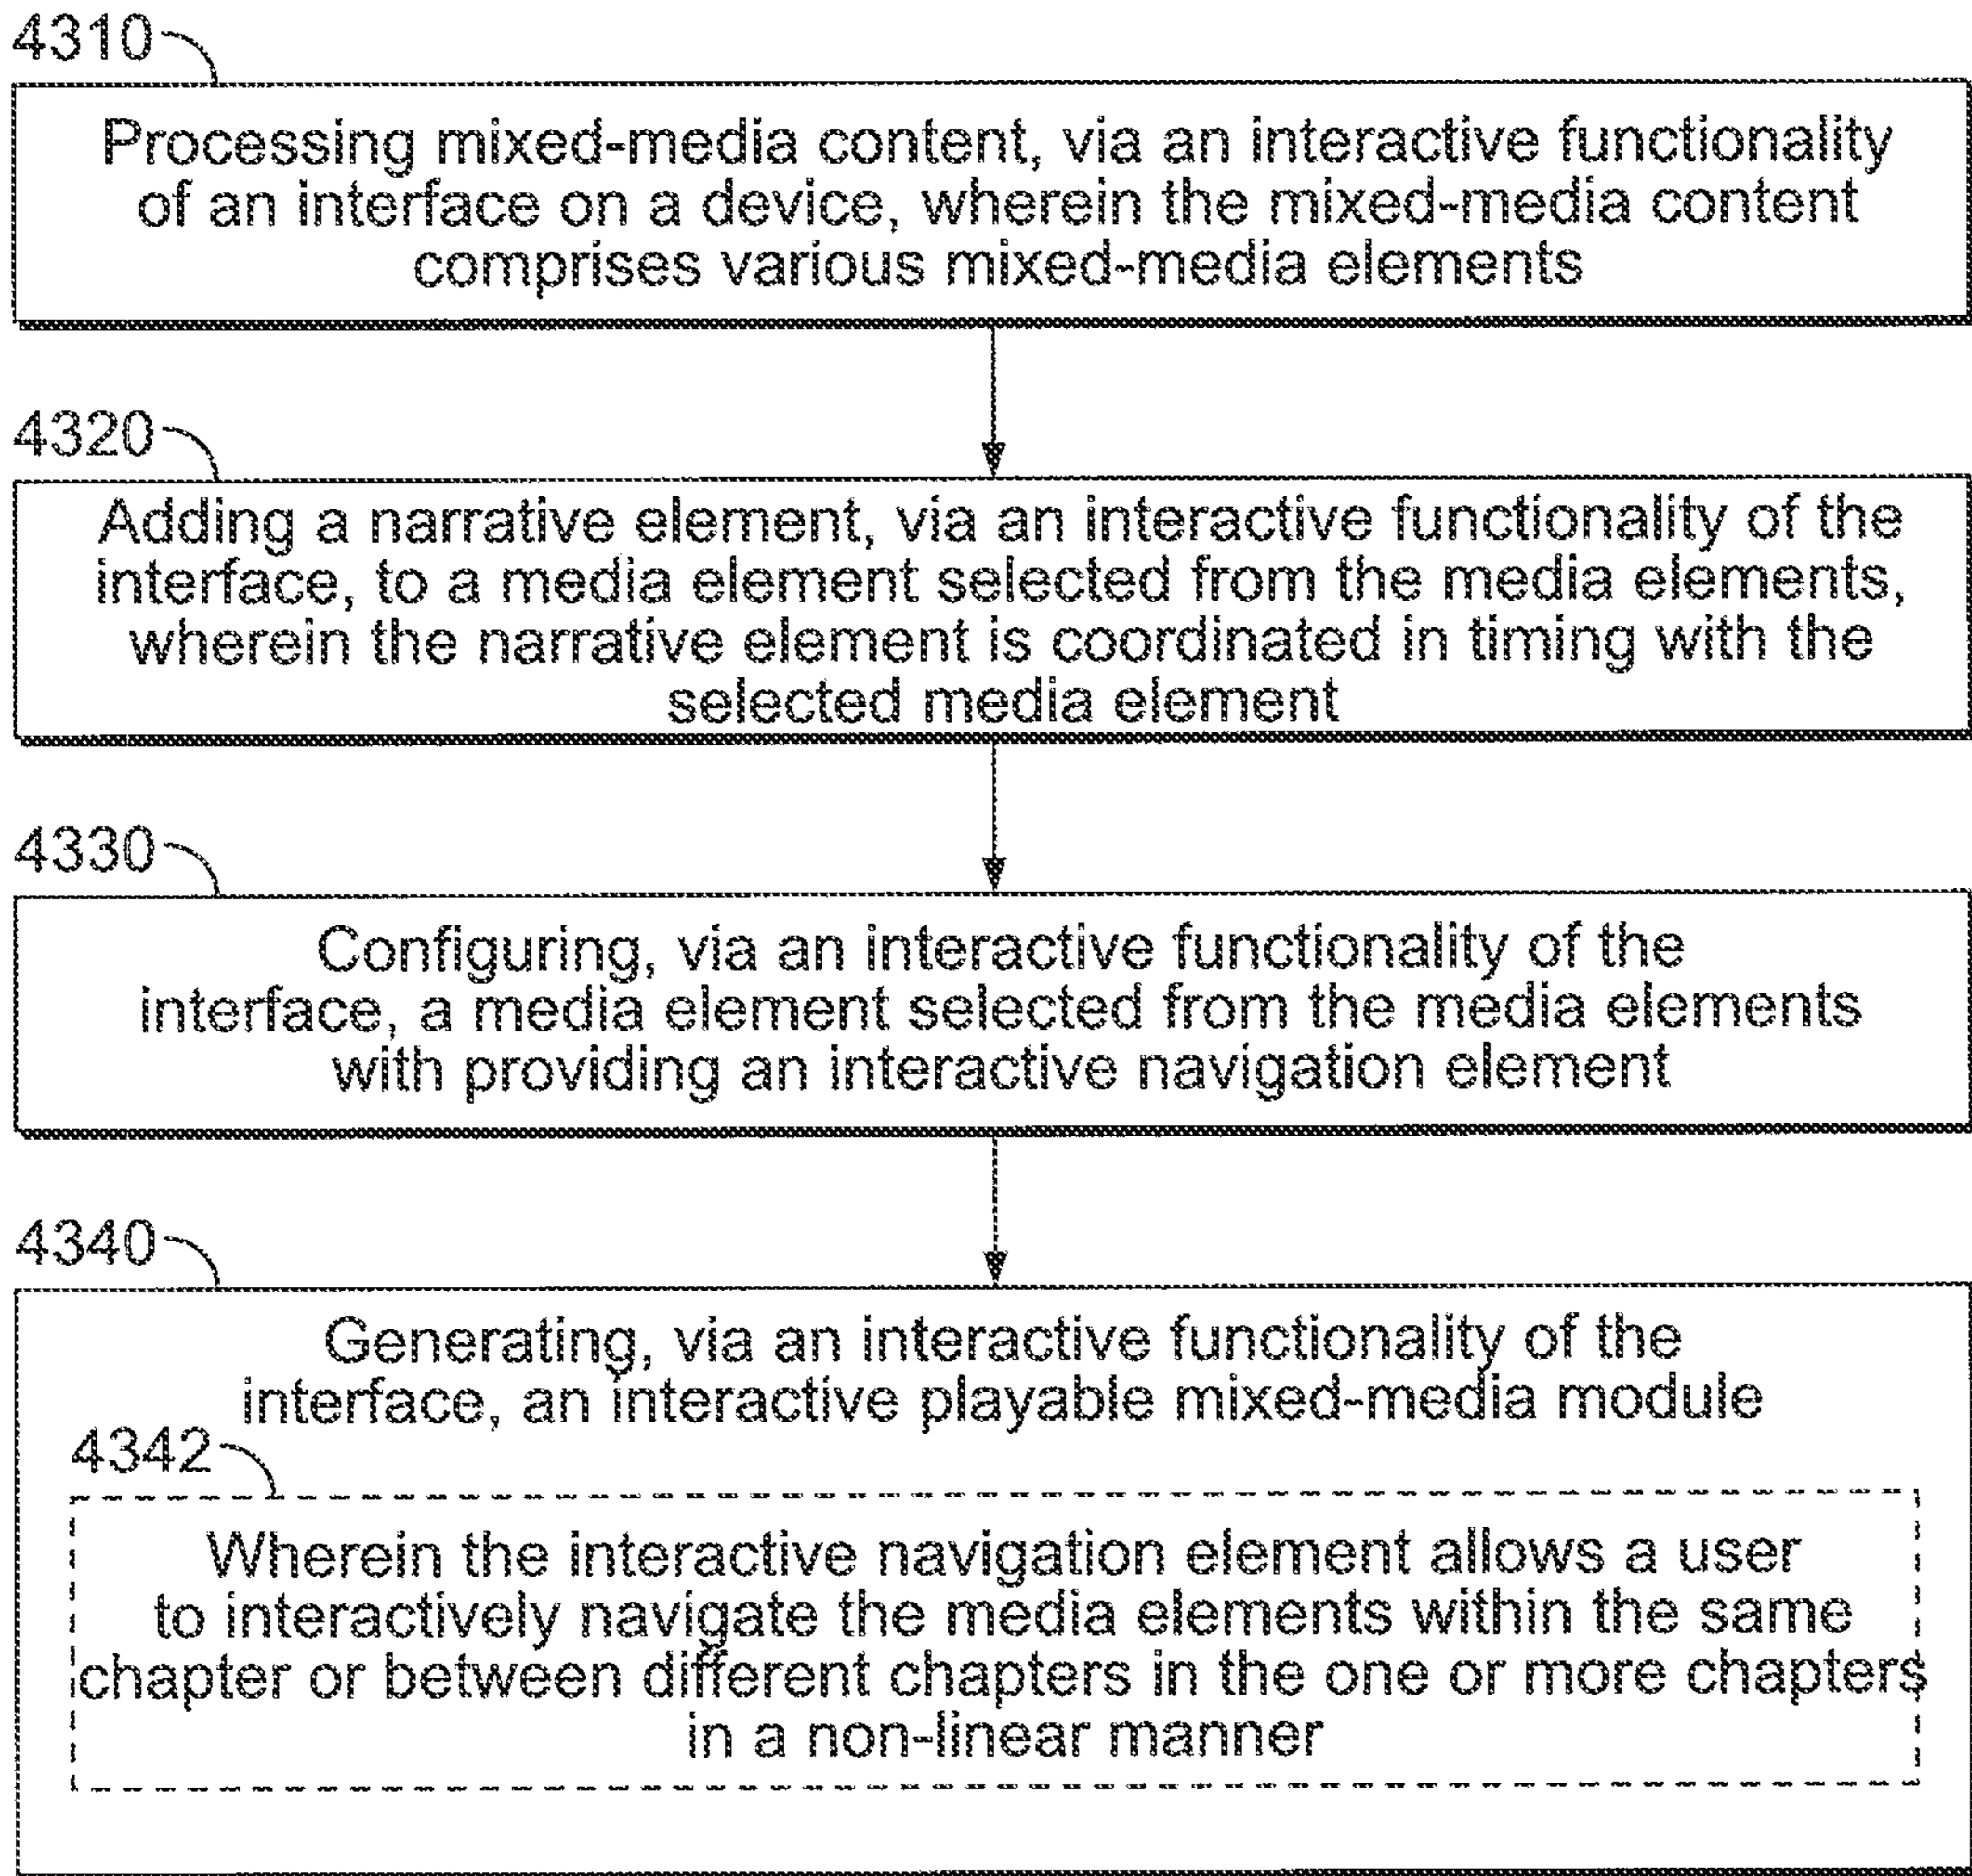 4310
Processing mixed-media content, via an interactive functionality
of an interface on a device, wherein the mixed-media content
comprises various mixed-media elements
4320
Adding a narrative element, via an interactive functionality of the
interface, to a media element selected from the media elements,
wherein the narrative element is coordinated in timing with the
selected media element
4330
Configuring, via an interactive functionality of the
interface, a media element selected from the media elements
with providing an interactive navigation element
4340
Generating, via an interactive functionality of the
interface, an interactive playable mixed-media module
4342
Wherein the interactive navigation element allows a user
to interactively navigate the media elements within the same
chapter or between different chapters in the one or more chapters
in a non-linear manner